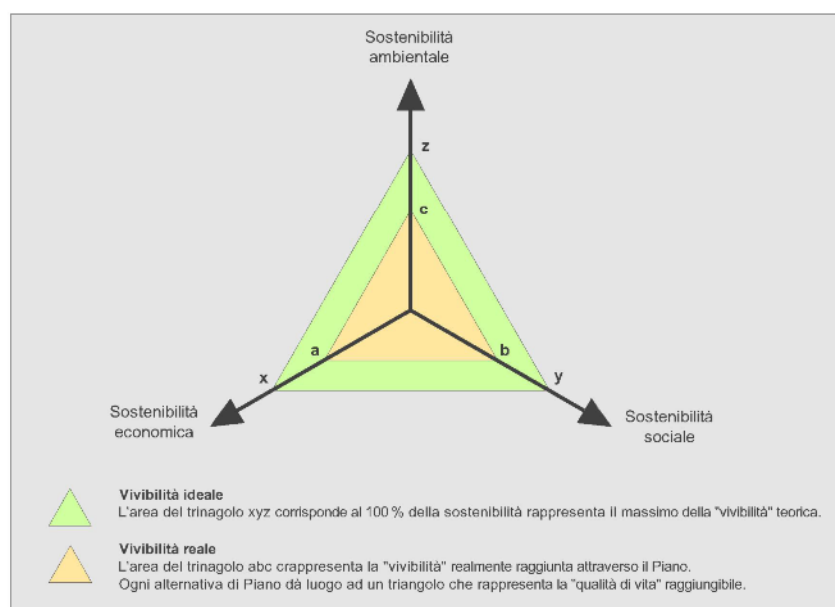 Sostenibilità
ambientale
z
c
a
b
x
y
Sostenibilità
economica
Sostenibilità
sociale
Vivibilità ideale
L'area del trinagolo xyz corrisponde al 100 % della sostenibilità rappresenta il massimo della "vivibilità" teorica.
Vivibilità reale
L'area del trinagolo abc crappresenta la "vivibilità" realmente raggiunta attraverso il Piano.
Ogni alternativa di Piano dà luogo ad un triangolo che rappresenta la "qualità di vita" raggiungibile.